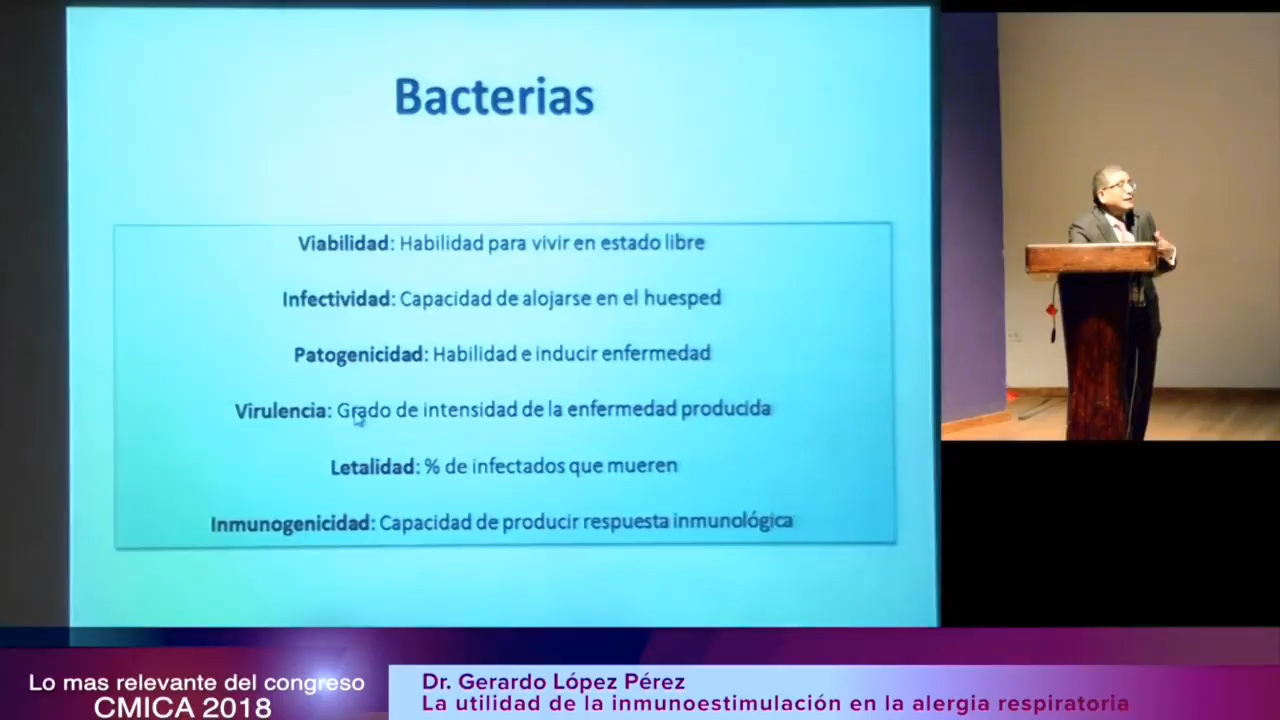 Bacterias
Viabilidad: Habilidad para vivir en estado libre
Infectividad: Capacidad de alojarse en el huesped
Patogenicidad: Habilidad e inducir enfermedad
Virulencia: Grado de intensidad de la enfermedad producida
Letalidad: % de infectados que mueren
Inmunogenicidad: Capacidad de producir respuesta inmunológica
Lo mas relevante del congreso
CMICA 2018
Dr. Gerardo López Pérez
La utilidad de la inmunoestimulación en la alergia respiratoria